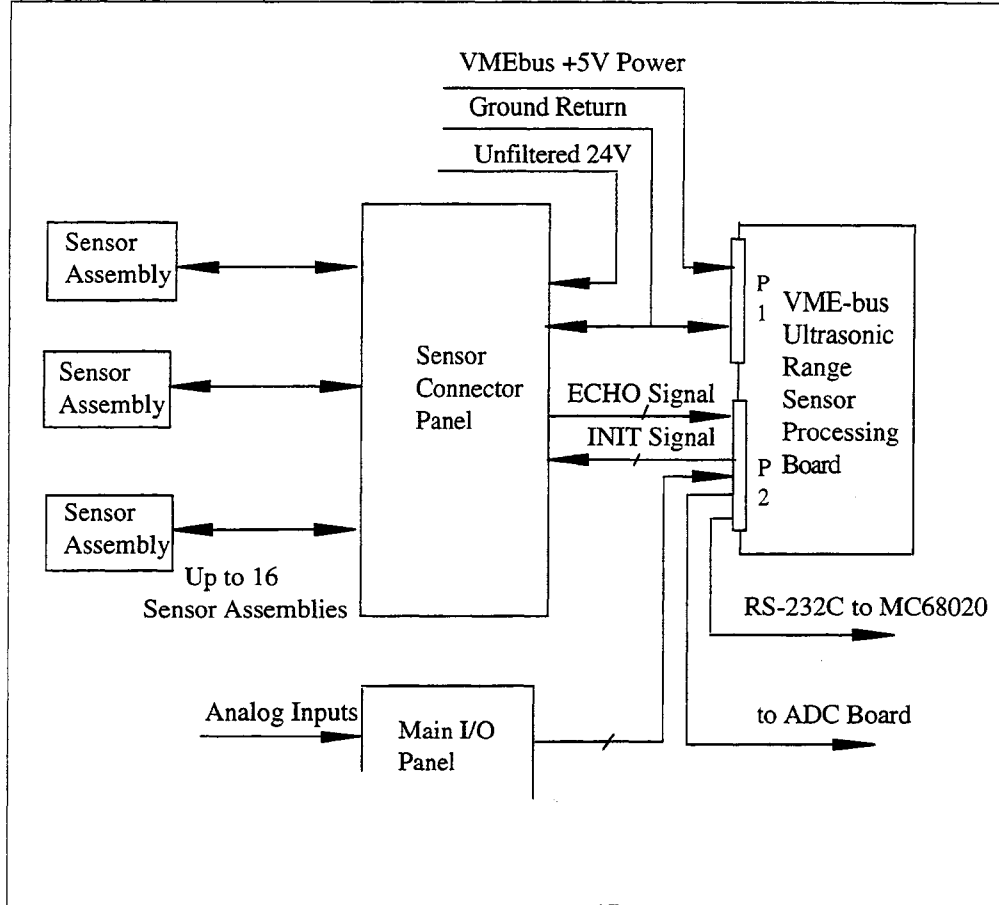 VMEbus +5V Power
Ground Return
Unfiltered 24V
Sensor
Assembly
Sensor
Assembly
Sensor
Assembly
Up to 16
Sensor Assemblies
Sensor
Connector
Panel
ECHO Signal
INIT Signal
P
1
P
2
VME-bus
Ultrasonic
Range
Sensor
Processing
Board
RS-232C to MC68020
to ADC Board
Analog Inputs
Main I/O
Panel